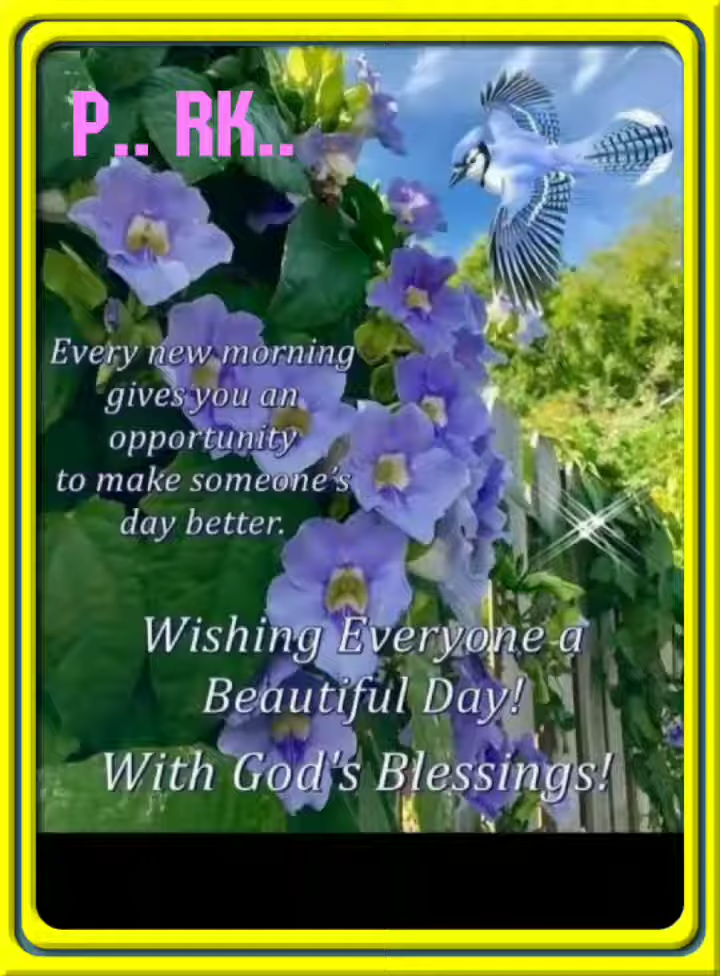 P.. RK..
Every new morning
gives you an
opportunity
to make someone's
day better.
Wishing Everyone a
Beautiful Day!
With God's Blessings!